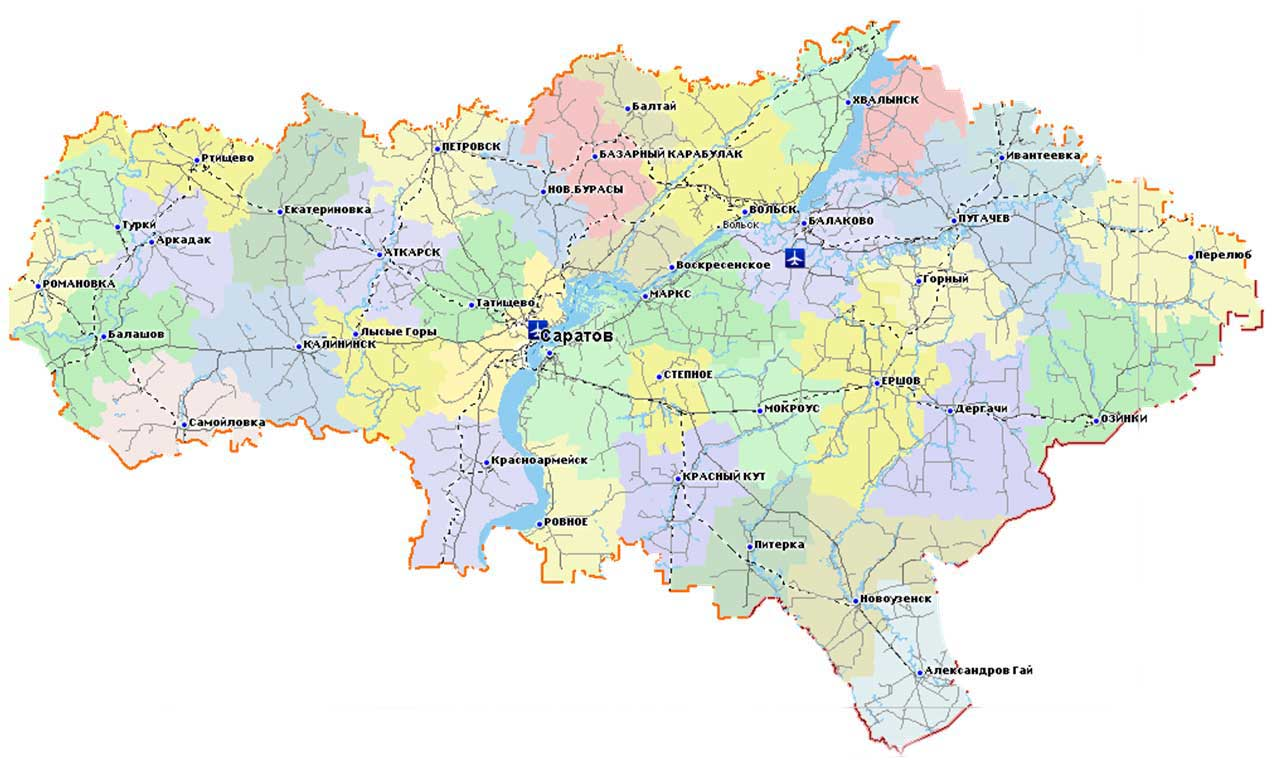 ХВАЛЫНСК
Балтай
ПЕТРОВСК
БАЗАРНЫЙ КАРАБУЛАК
Ивантеевка
Ртищево
НОВ.БУРАСЫ
Екатериновка
ВОЛЬСК
БАЛАКОВО
ПУГАЧЕВ
Вольск
Турки
Аркадак
АТКАРСК
Перелюб
Воскресенское
Горный
РОМАНОВКА
МАРКС
Татищево
Лысые Горы
Балашов
Саратов
КАЛИНИНСК
СТЕПНОЕ
ЕРШОВ
МОКРОУС
Дергачи
ОЗИНКИ
Самойловка
Красноармейск
КРАСНЫЙ КУТ
РОВНОЕ
Питерка
Новоузенск
Александров Гай